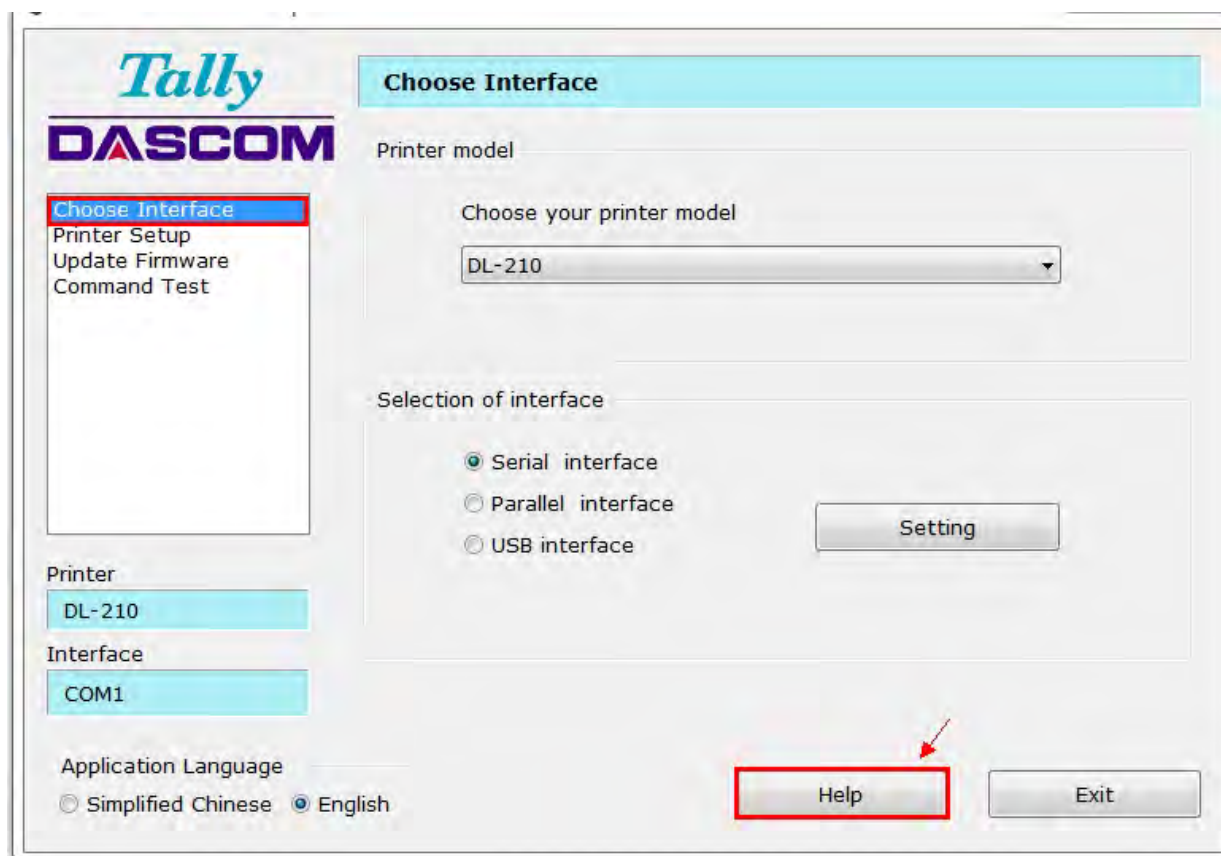 Tally
DASCOM
Choose Interface
Printer Setup
Update Firmware
Command Test
Printer
DL-210
Interface
COM1
Application Language
Simplified Chinese English
Choose Interface
Printer model
Choose your printer model
DL-210
Selection of interface
Serial interface
Parallel interface
USB interface
Setting
Help
Exit